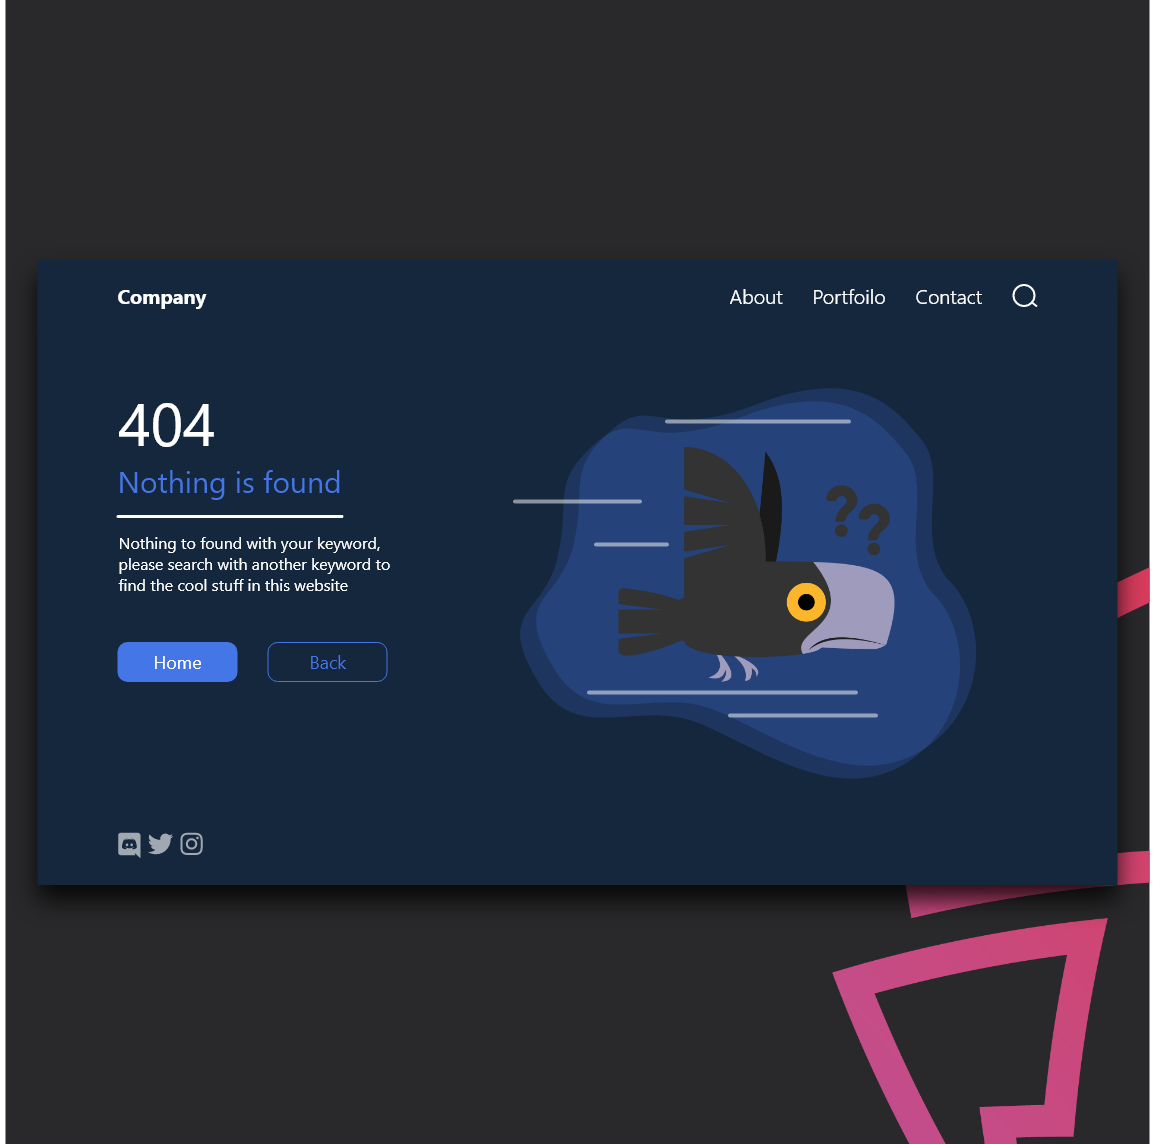 Company
About Portfoilo Contact
404
Nothing is found
Nothing to found with your keyword,
please search with another keyword to
find the cool stuff in this website
Home Back
??